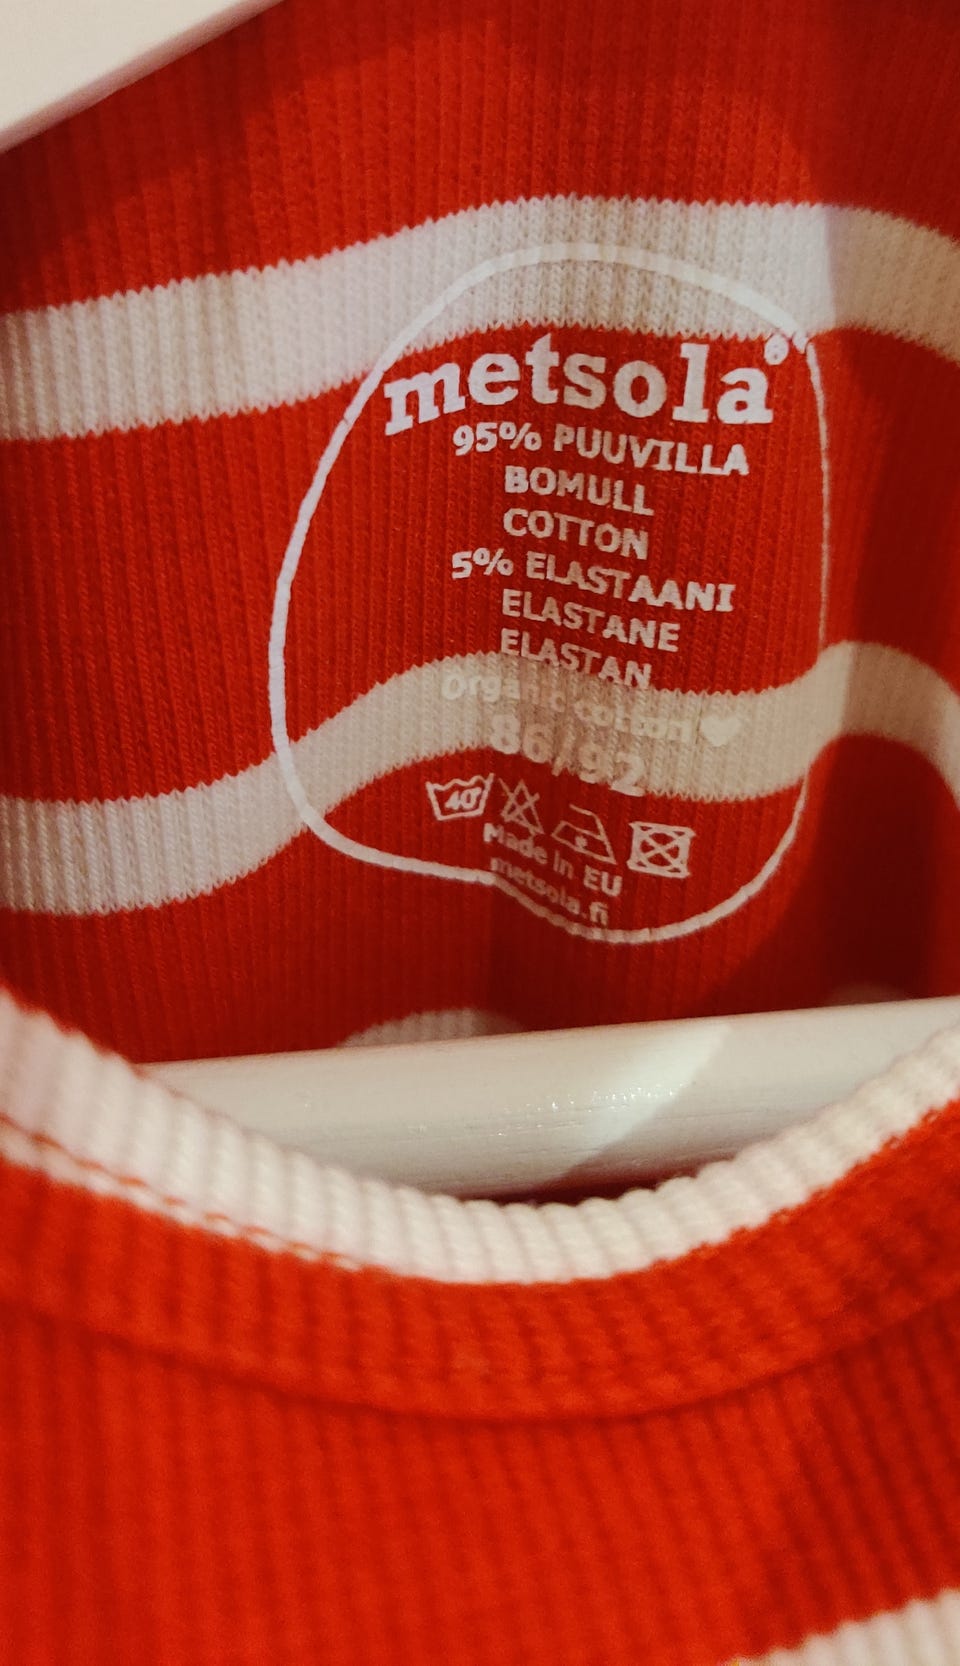 metsola®
95% PUUVILLA
BOMULL
COTTON
5% ELASTAANI
ELASTANE
ELASTAN
Organic cotton
86/92
40°
Made in EU
metsola.fi